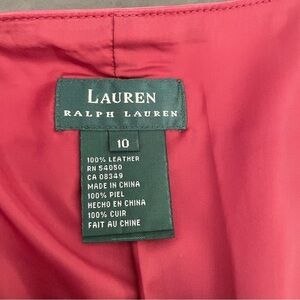 LAUREN
RALPH LAUREN
10
100% LEATHER
RN 54050
CA 08349
MADE IN CHINA
100% PIEL
HECHO EN CHINA
100% CUIR
FAIT AU CHINE